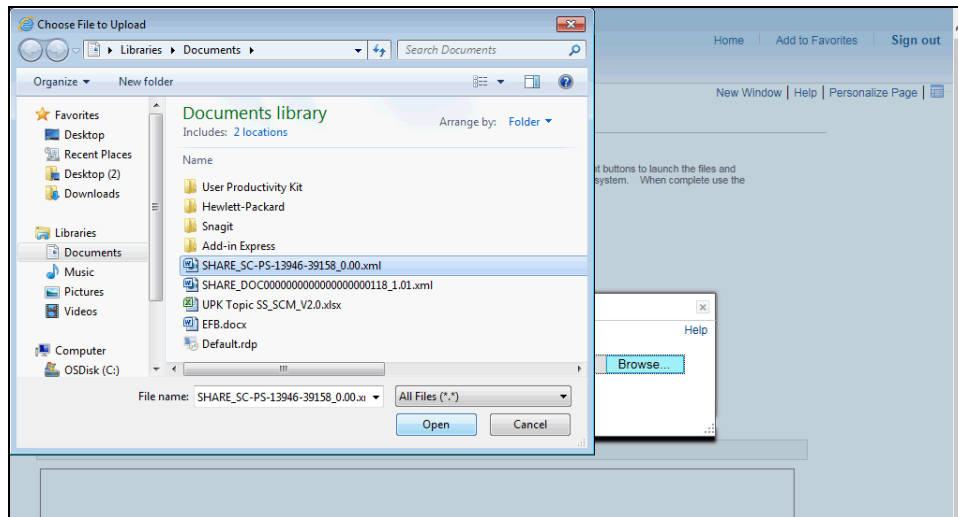 Choose File to Upload
Libraries ▸ Documents ▸
Search Documents
Home
Add to Favorites
Sign out
Organize
New folder
New Window | Help | Personalize Page |
Favorites
Desktop
Recent Places
Desktop (2)
Downloads
Libraries
Documents
Music
Pictures
Videos
Computer
OSDisk (C:)
Documents library
Includes: 2 locations
Arrange by: Folder
Name
User Productivity Kit
Hewlett-Packard
Snagit
Add-in Express
SHARE_SC-PS-13946-39158_0.00.xml
SHARE_DOC0000000000000000000118_1.01.xml
UPK Topic SS_SCM_V2.0.xlsx
EFB.docx
Default.rdp
buttons to launch the files and
system. When complete use the
Help
Browse...
File name: SHARE_SC-PS-13946-39158_0.00.x
All Files (*.*)
Open
Cancel